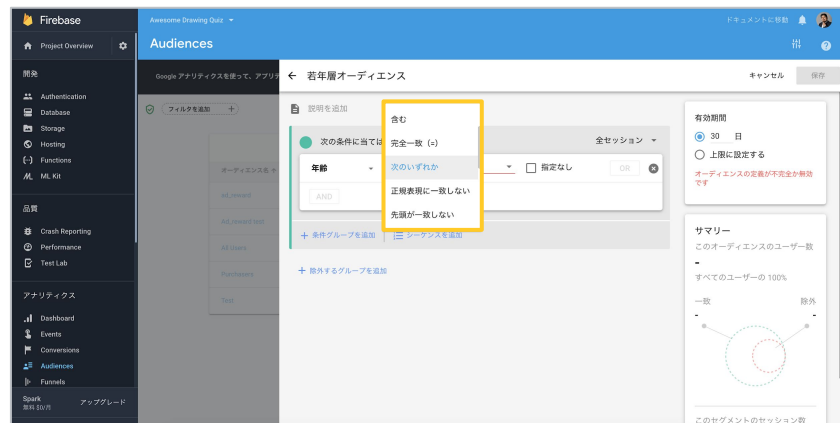 Firebase
Project Overview
開発
Authentication
Database
Storage
Hosting
Functions
ML Kit
品質
Crash Reporting
Performance
Test Lab
アナリティクス
Dashboard
Events
Conversions
Audiences
Funnels
Spark
無料 $0/月
アップグレード
Awesome Drawing Quiz
ドキュメントに移動
Audiences
Google アナリティクスを使って、アプリ
フィルタを追加
オーディエンス名
Ad_reward
Ad_reward test
All Users
Purchasers
Test
若年層オーディエンス
キャンセル
保存
説明を追加
次の条件に当ては
全セッション
年齢
指定なし
OR
AND
含む
完全一致 (=)
次のいずれか
正規表現に一致しない
先頭が一致しない
条件グループを追加
シーケンスを追加
除外するグループを追加
有効期間
30 日
上限に設定する
オーディエンスの定義が不完全か無効
です
サマリー
このオーディエンスのユーザー数
-
すべてのユーザーの 100%
一致 除外
- -
このセグメントのセッション数